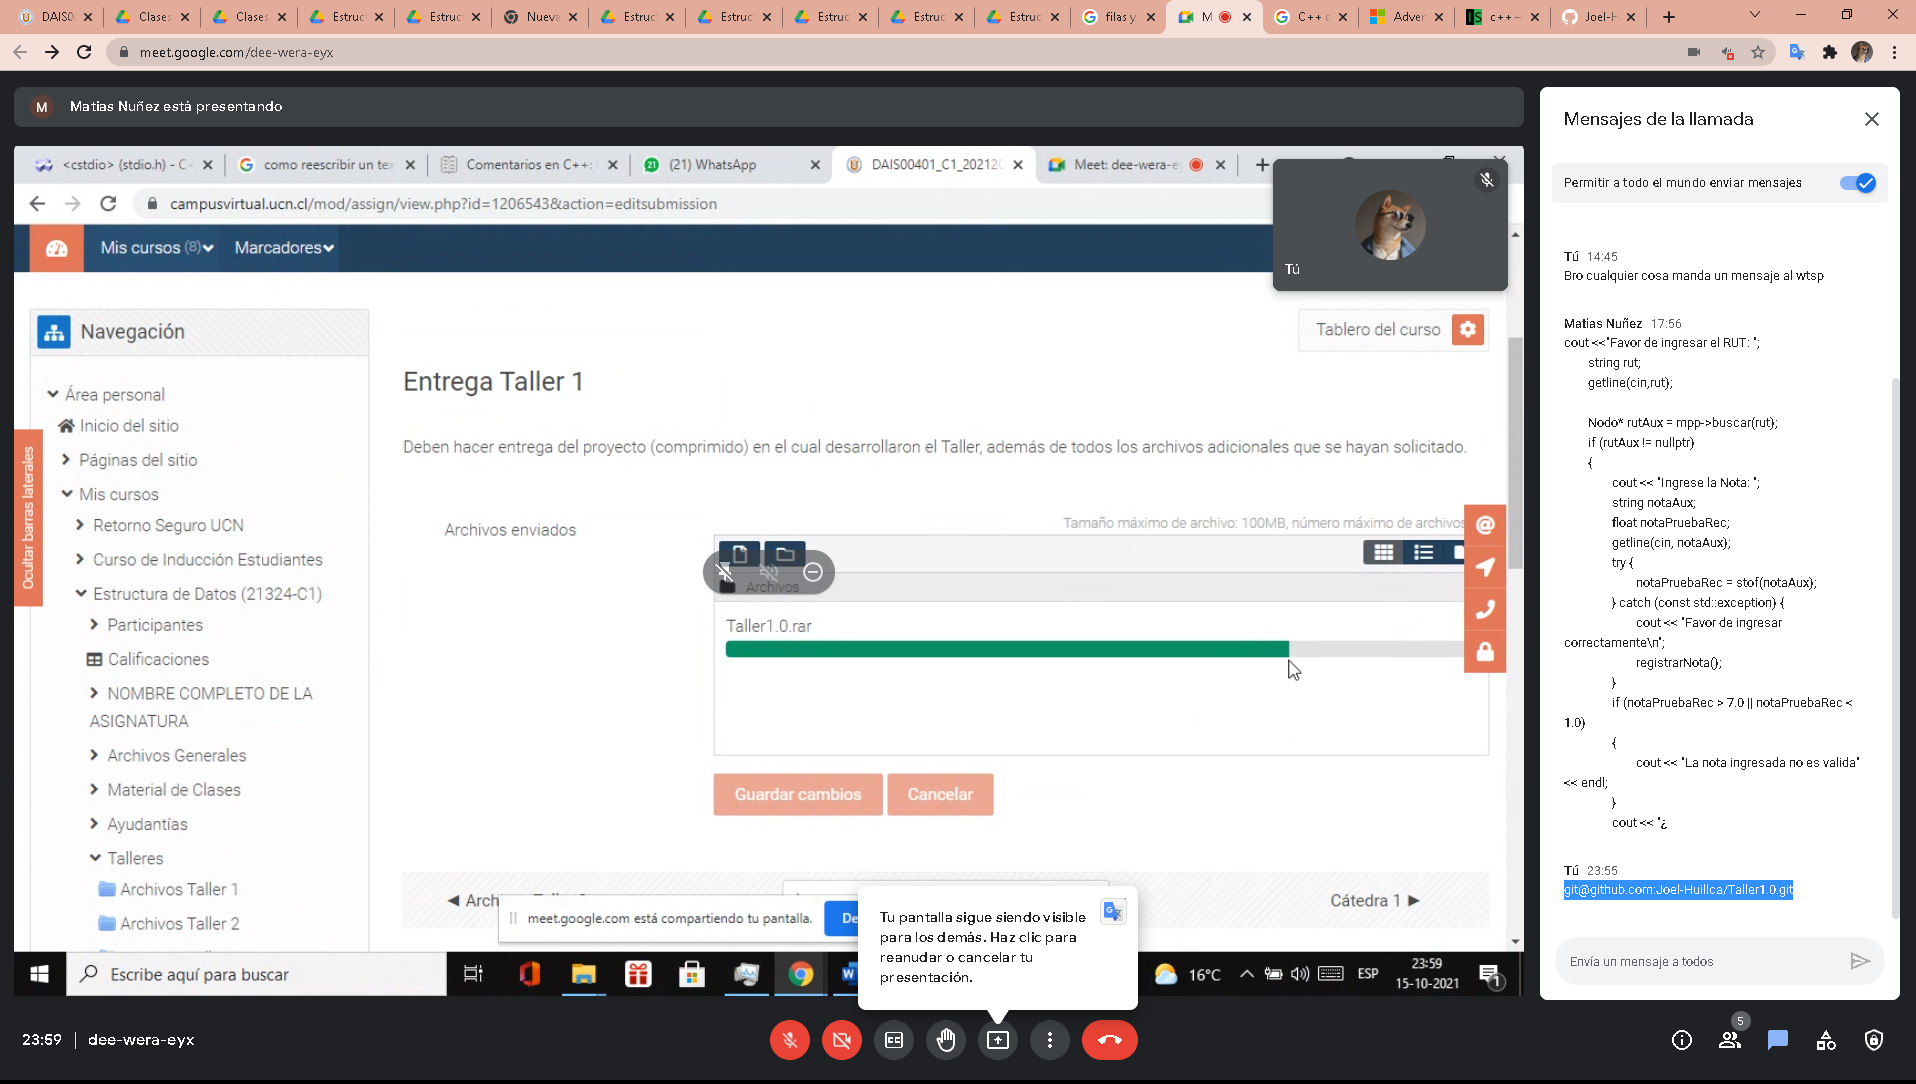 DAIS0
Clases
Clases
Estruc
Estruc
Nueva
Estruc
Estruc
Estruc
Estruc
Estruc
filas y
M
C++ c
Adver
c++ -
Joel-H
meet.google.com/dee-wera-eyx
M
Matias Nuñez está presentando
<cstdio> (stdio.h) - C+
como reescribir un tex
Comentarios en C++:
(21) WhatsApp
DAIS00401_C1_20212
Meet: dee-wera-e
campusvirtual.ucn.cl/mod/assign/view.php?id=1206543&action=editsubmission
Mis cursos (8)
Marcadores
Tú
Navegación
Área personal
Inicio del sitio
Páginas del sitio
Mis cursos
Retorno Seguro UCN
Curso de Inducción Estudiantes
Estructura de Datos (21324-C1)
Participantes
Calificaciones
NOMBRE COMPLETO DE LA
ASIGNATURA
Archivos Generales
Material de Clases
Ayudantías
Talleres
Archivos Taller 1
Archivos Taller 2
Ocultar barras laterales
Tablero del curso
Entrega Taller 1
Deben hacer entrega del proyecto (comprimido) en el cual desarrollaron el Taller, además de todos los archivos adicionales que se hayan solicitado.
Archivos enviados
Tamaño máximo de archivo: 100MB, número máximo de archivos
Archivos
Taller1.0.rar
Guardar cambios
Cancelar
◀ Arch
Cátedra 1 ▶
meet.google.com está compartiendo tu pantalla.
De
Tu pantalla sigue siendo visible
para los demás. Haz clic para
reanudar o cancelar tu
presentación.
Escribe aquí para buscar
16°C
ESP
23:59
15-10-2021
1
Mensajes de la llamada
Permitir a todo el mundo enviar mensajes
Tú 14:45
Bro cualquier cosa manda un mensaje al wtsp
Matias Nuñez 17:56
cout <<"Favor de ingresar el RUT: ";
string rut;
getline(cin,rut);
Nodo* rutAux = mpp->buscar(rut);
if (rutAux != nullptr)
{
cout << "Ingrese la Nota: ";
string notaAux;
float notaPruebaRec;
getline(cin, notaAux);
try {
notaPruebaRec = stof(notaAux);
} catch (const std::exception) {
cout << "Favor de ingresar
correctamente\n";
registrarNota();
}
if (notaPruebaRec > 7.0 || notaPruebaRec <
1.0)
{
cout << "La nota ingresada no es valida"
<< endl;
}
cout << "¿
Tú 23:55
git@github.com:Joel-Huillca/Taller1.0.git
Envía un mensaje a todos
23:59
dee-wera-eyx
5